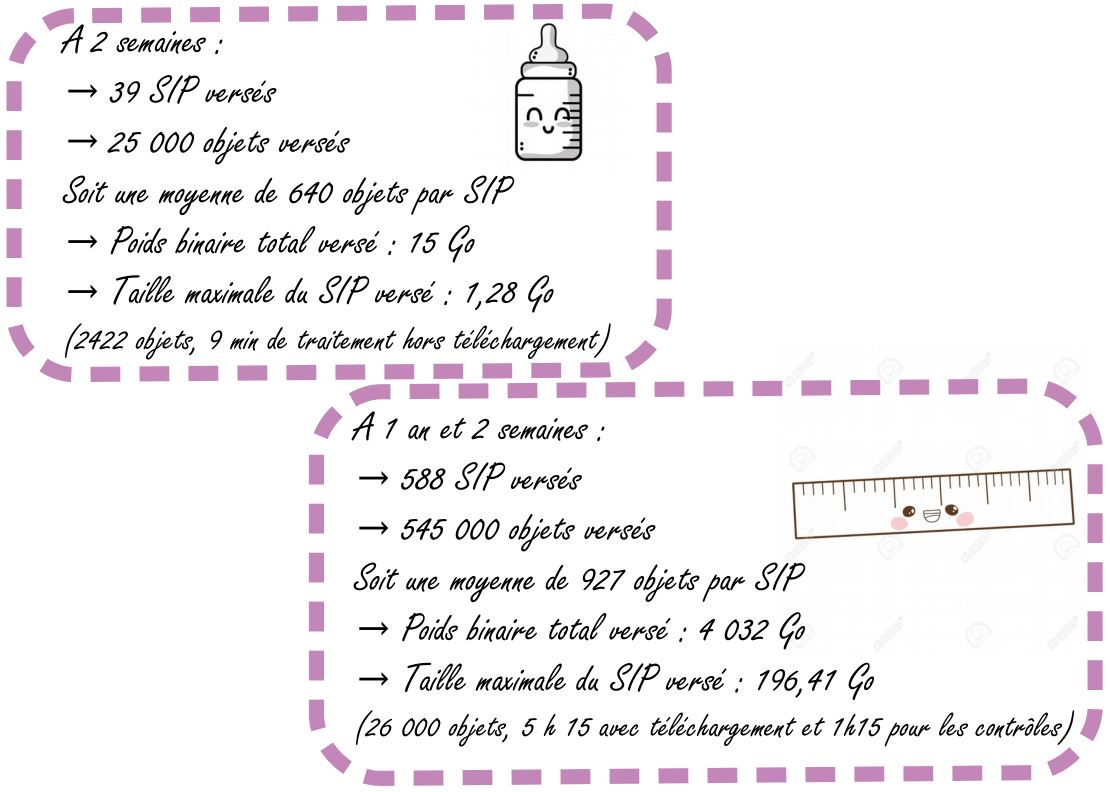 A 2 semaines :
→ 39 SIP versés
→ 25 000 objets versés
Soit une moyenne de 640 objets par SIP
→ Poids binaire total versé : 15 Go
→ Taille maximale du SIP versé : 1,28 Go
(2422 objets, 9 min de traitement hors téléchargement)
A 1 an et 2 semaines :
→ 588 SIP versés
→ 545 000 objets versés
Soit une moyenne de 927 objets par SIP
→ Poids binaire total versé : 4 032 Go
→ Taille maximale du SIP versé : 196,41 Go
(26 000 objets, 5 h 15 avec téléchargement et 1h15 pour les contrôles)